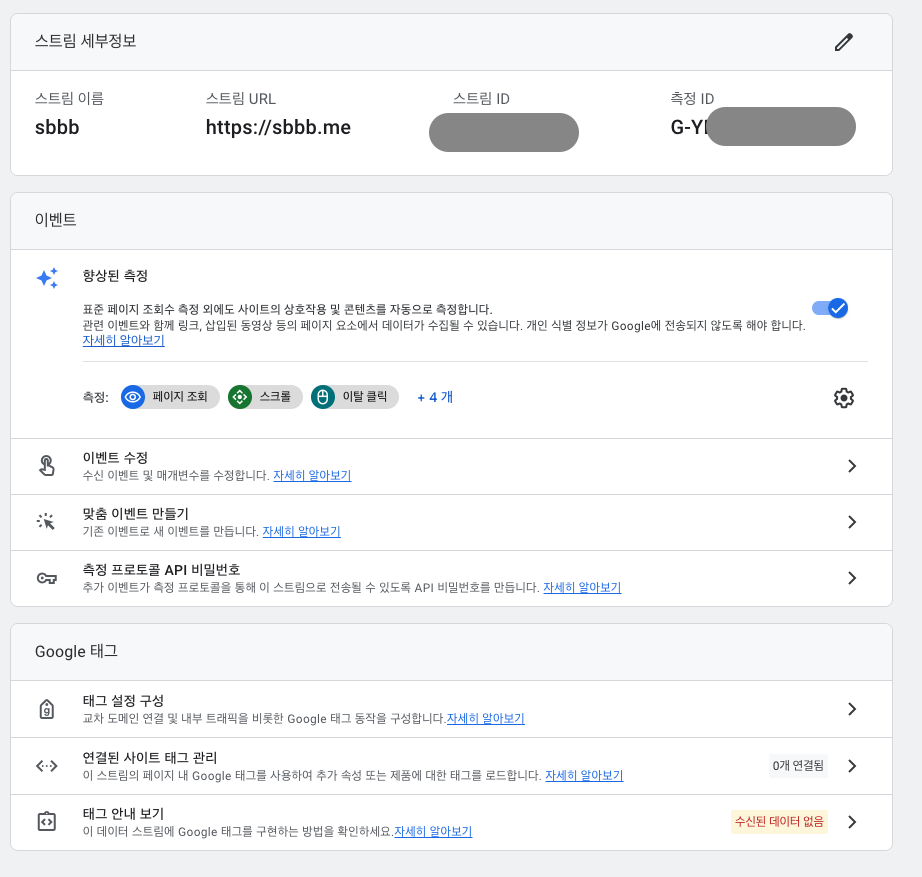 스트림 세부정보
스트림 이름
sbbb
스트림 URL
https://sbbb.me
스트림 ID
측정 ID
이벤트
향상된 측정
표준 페이지 조회수 측정 외에도 사이트의 상호작용 및 콘텐츠를 자동으로 측정합니다.
관련 이벤트와 함께 링크, 삽입된 동영상 등의 페이지 요소에서 데이터가 수집될 수 있습니다. 개인 식별 정보가 Google에 전송되지 않도록 해야 합니다.
자세히 알아보기
측정: 페이지 조회 스크롤 이탈 클릭 + 4 개
이벤트 수정
수신 이벤트 및 매개변수를 수정합니다. 자세히 알아보기
맞춤 이벤트 만들기
기존 이벤트로 새 이벤트를 만듭니다. 자세히 알아보기
측정 프로토콜 API 비밀번호
추가 이벤트가 측정 프로토콜을 통해 이 스트림으로 전송될 수 있도록 API 비밀번호를 만듭니다. 자세히 알아보기
Google 태그
태그 설정 구성
교차 도메인 연결 및 내부 트래픽을 비롯한 Google 태그 동작을 구성합니다.자세히 알아보기
연결된 사이트 태그 관리
이 스트림의 페이지 내 Google 태그를 사용하여 추가 속성 또는 제품에 대한 태그를 로드합니다. 자세히 알아보기
0개 연결됨
태그 안내 보기
이 데이터 스트림에 Google 태그를 구현하는 방법을 확인하세요.자세히 알아보기
수신된 데이터 없음